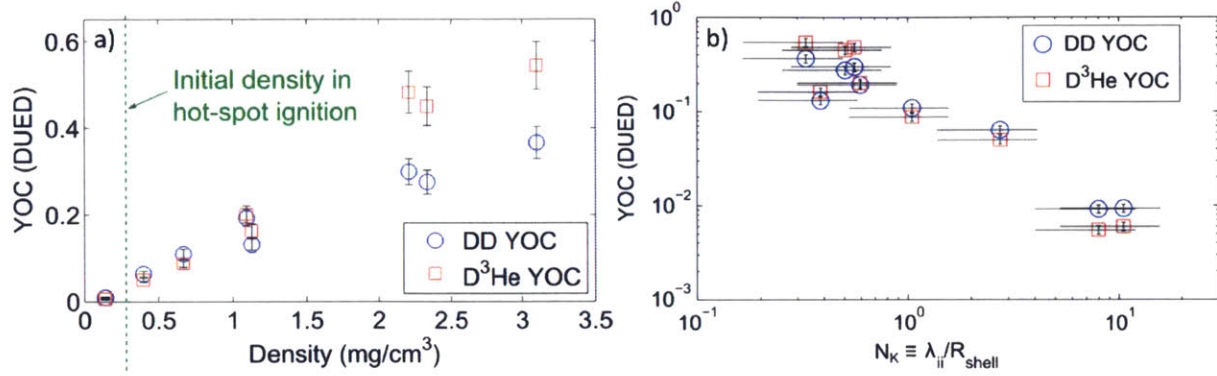 a)
0.6
0.4
0.2
0
YOC (DUED)
Initial density in
hot-spot ignition
DD YOC
D³He YOC
0 0.5 1 1.5 2 2.5 3 3.5
Density (mg/cm³)
b)
10⁰
10⁻¹
10⁻²
10⁻³
YOC (DUED)
DD YOC
D³He YOC
10⁻¹ 10⁰ 10¹
N_K ≡ λ_ii/R_shell